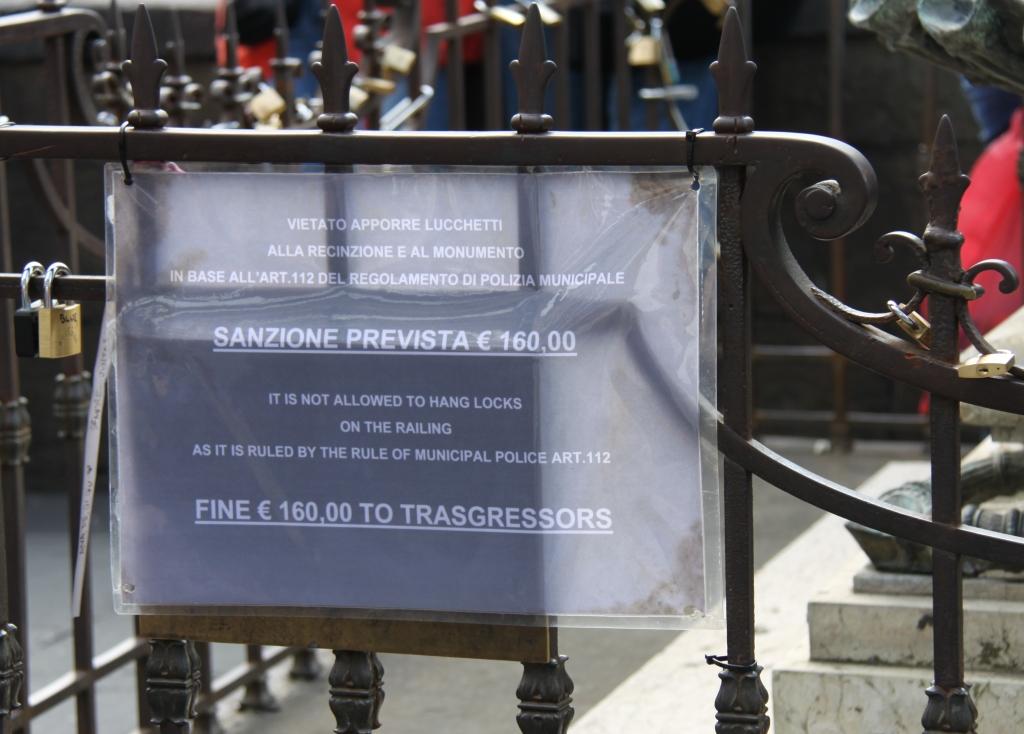 VIETATO APPORRE LUCCHETTI
ALLA RECINZIONE E AL MONUMENTO
IN BASE ALL'ART.112 DEL REGOLAMENTO DI POLIZIA MUNICIPALE
SANZIONE PREVISTA € 160,00
IT IS NOT ALLOWED TO HANG LOCKS
ON THE RAILING
AS IT IS RULED BY THE RULE OF MUNICIPAL POLICE ART.112
FINE € 160,00 TO TRASGRESSORS